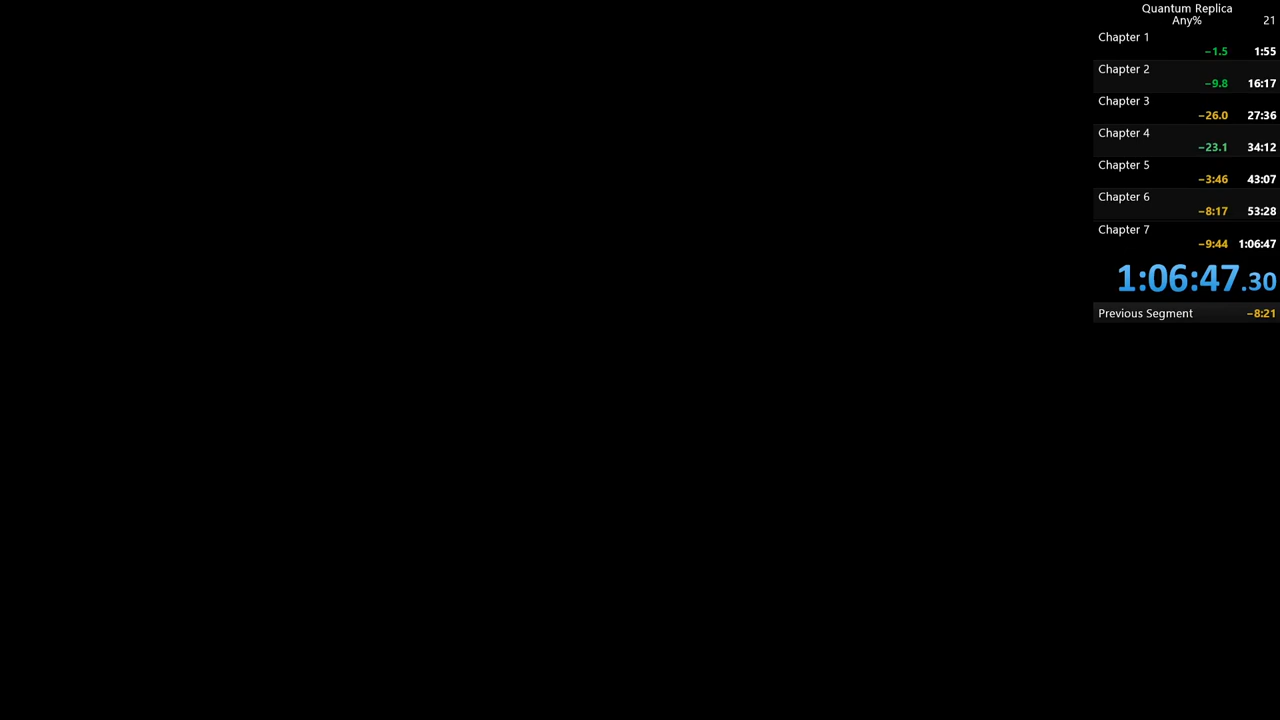 Quantum Replica
Any% 21
Chapter 1
−1.5 1:55
Chapter 2
−9.8 16:17
Chapter 3
−26.0 27:36
Chapter 4
−23.1 34:12
Chapter 5
−3:46 43:07
Chapter 6
−8:17 53:28
Chapter 7
−9:44 1:06:47
1:06:47.30
Previous Segment −8:21